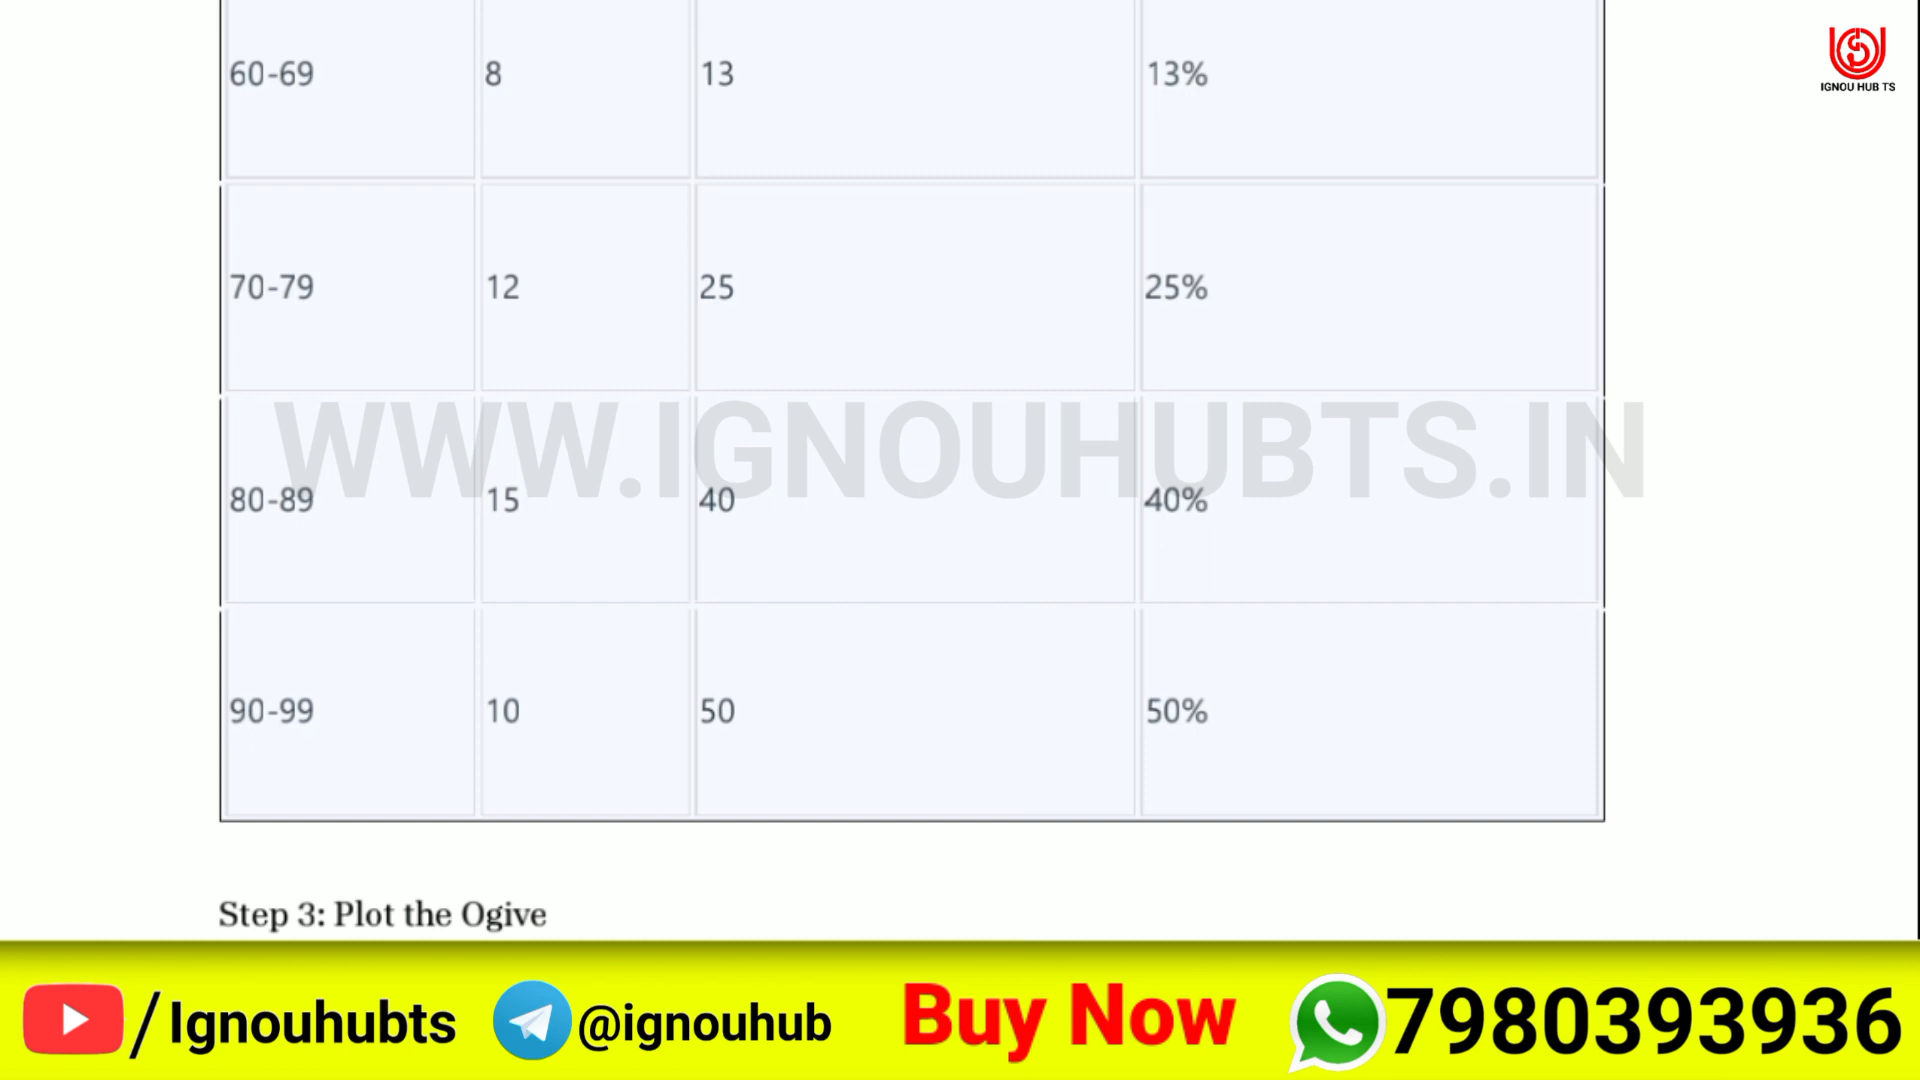 60-69 8 13 13%
IGNOU HUB TS
70-79 12 25 25%
WWW.IGNOUHUBTS.IN
80-89 15 40 40%
90-99 10 50 50%
Step 3: Plot the Ogive
/Ignouhubts @ignouhub Buy Now 7980393936